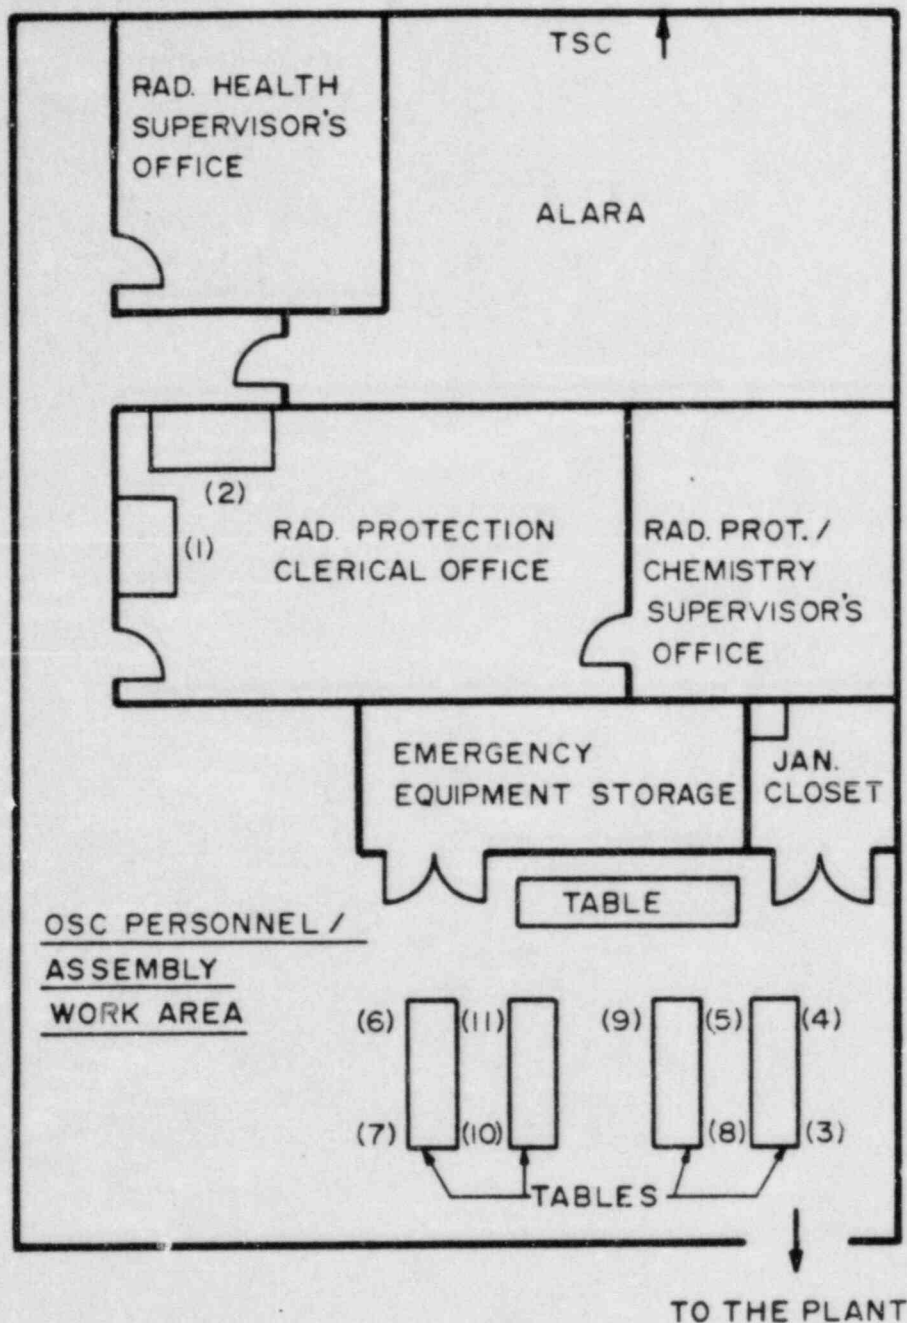 TSC
RAD. HEALTH
SUPERVISOR'S
OFFICE
ALARA
(2)
(1)
RAD. PROTECTION
CLERICAL OFFICE
RAD. PROT. /
CHEMISTRY
SUPERVISOR'S
OFFICE
EMERGENCY
EQUIPMENT STORAGE
JAN.
CLOSET
TABLE
OSC PERSONNEL /
ASSEMBLY
WORK AREA
(6) (11) (9) (5) (4)
(7) (10) (8) (3)
TABLES
TO THE PLANT